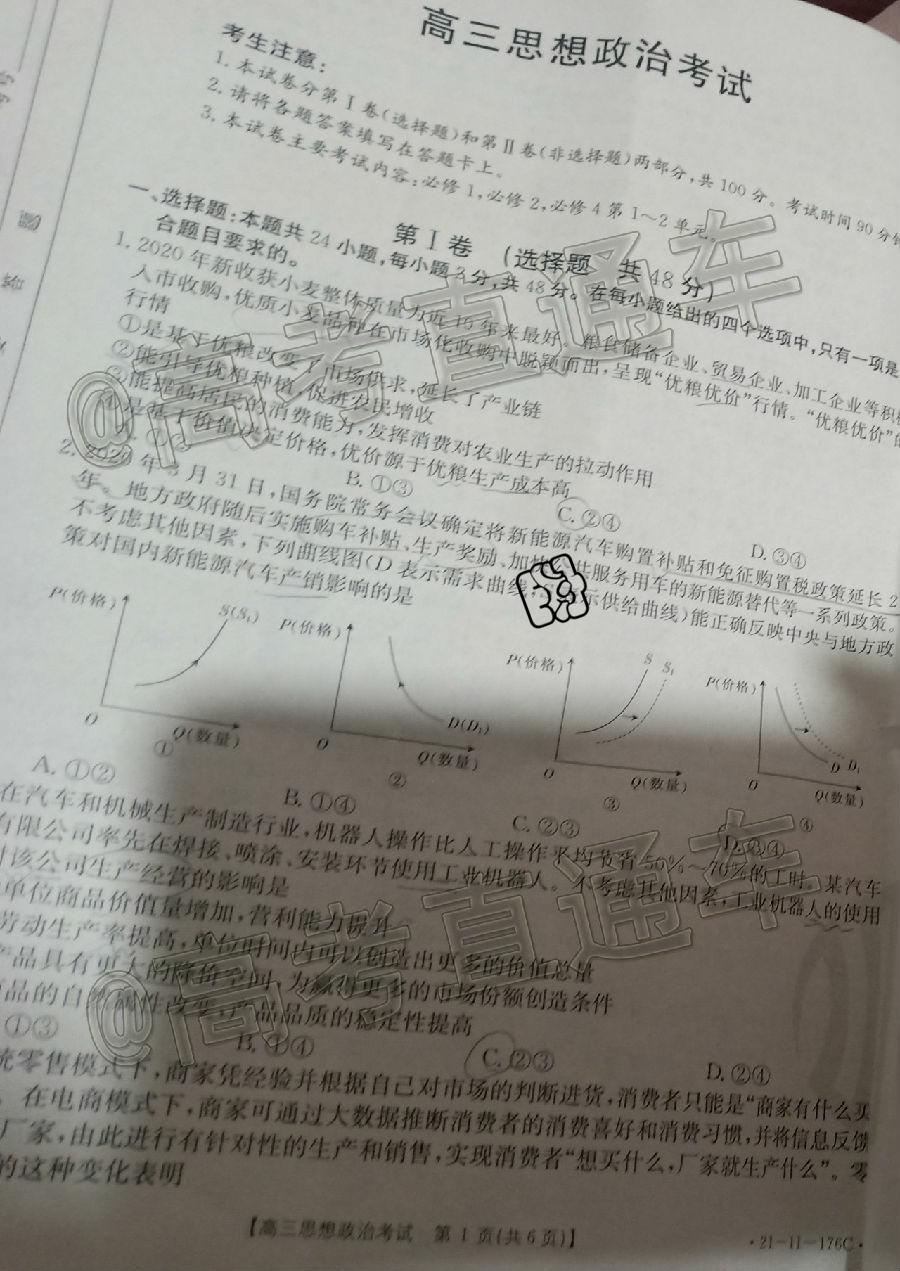 高三思想政治考试
考生注意:
1. 本试卷分第Ⅰ卷(选择题)和第Ⅱ卷(非选择题)两部分,共100分。考试时间90分钟
2. 请将各题答案填写在答题卡上。
3. 本试卷主要考试内容:必修1,必修2,必修4第1~2单元。
第Ⅰ卷 (选择题 共48分)
一、选择题:本题共24小题,每小题2分,共48分。在每小题给出的四个选项中,只有一项是
合题目要求的。
1. 2020年新收获小麦整体质量为近10年来最好,粮食储备企业、贸易企业、加工企业等积极
人市收购,优质小麦品种在市场化收购中脱颖而出,呈现“优粮优价”行情。“优粮优价”的
行情
①是基于优粮改变了市场供求,延长了产业链
②能引导优粮种植,促进农民增收
③能提高居民的消费能力,发挥消费对农业生产的拉动作用
④是基于价值决定价格,优价源于优粮生产成本高
A. ①② B. ①③ C. ②④ D. ③④
2. 2020年3月31日,国务院常务会议确定将新能源汽车购置补贴和免征购置税政策延长2
年。地方政府随后实施购车补贴、生产奖励、加快公共服务用车的新能源替代等一系列政策。
不考虑其他因素,下列曲线图(D表示需求曲线,S表示供给曲线)能正确反映中央与地方政
策对国内新能源汽车产销影响的是
P(价格) S(S₁) O Q(数量) ①
P(价格) D(D₁) O Q(数量) ②
P(价格) S S₁ O Q(数量) ③
P(价格) D D₁ O Q(数量) ④
A. ①② B. ①④ C. ②③ D. ③④
在汽车和机械生产制造行业,机器人操作比人工操作平均节省50%~70%的工时。某汽车
有限公司率先在焊接、喷涂、安装环节使用工业机器人。不考虑其他因素,工业机器人的使用
对该公司生产经营的影响是
单位商品价值量增加,营利能力提升
劳动生产率提高,单位时间内可以创造出更多的价值总量
产品具有更大的降价空间,为赢得更多的市场份额创造条件
品的自然属性改变,产品品质的稳定性提高
①③ B. ①④ C. ②③ D. ②④
统零售模式下,商家凭经验并根据自己对市场的判断进货,消费者只能是“商家有什么买
。在电商模式下,商家可通过大数据推断消费者的消费喜好和消费习惯,并将信息反馈
厂家,由此进行有针对性的生产和销售,实现消费者“想买什么,厂家就生产什么”。零
的这种变化表明
【高三思想政治考试 第1页(共6页)】
·21-11-176C·
@高考直通车
@高考直通车